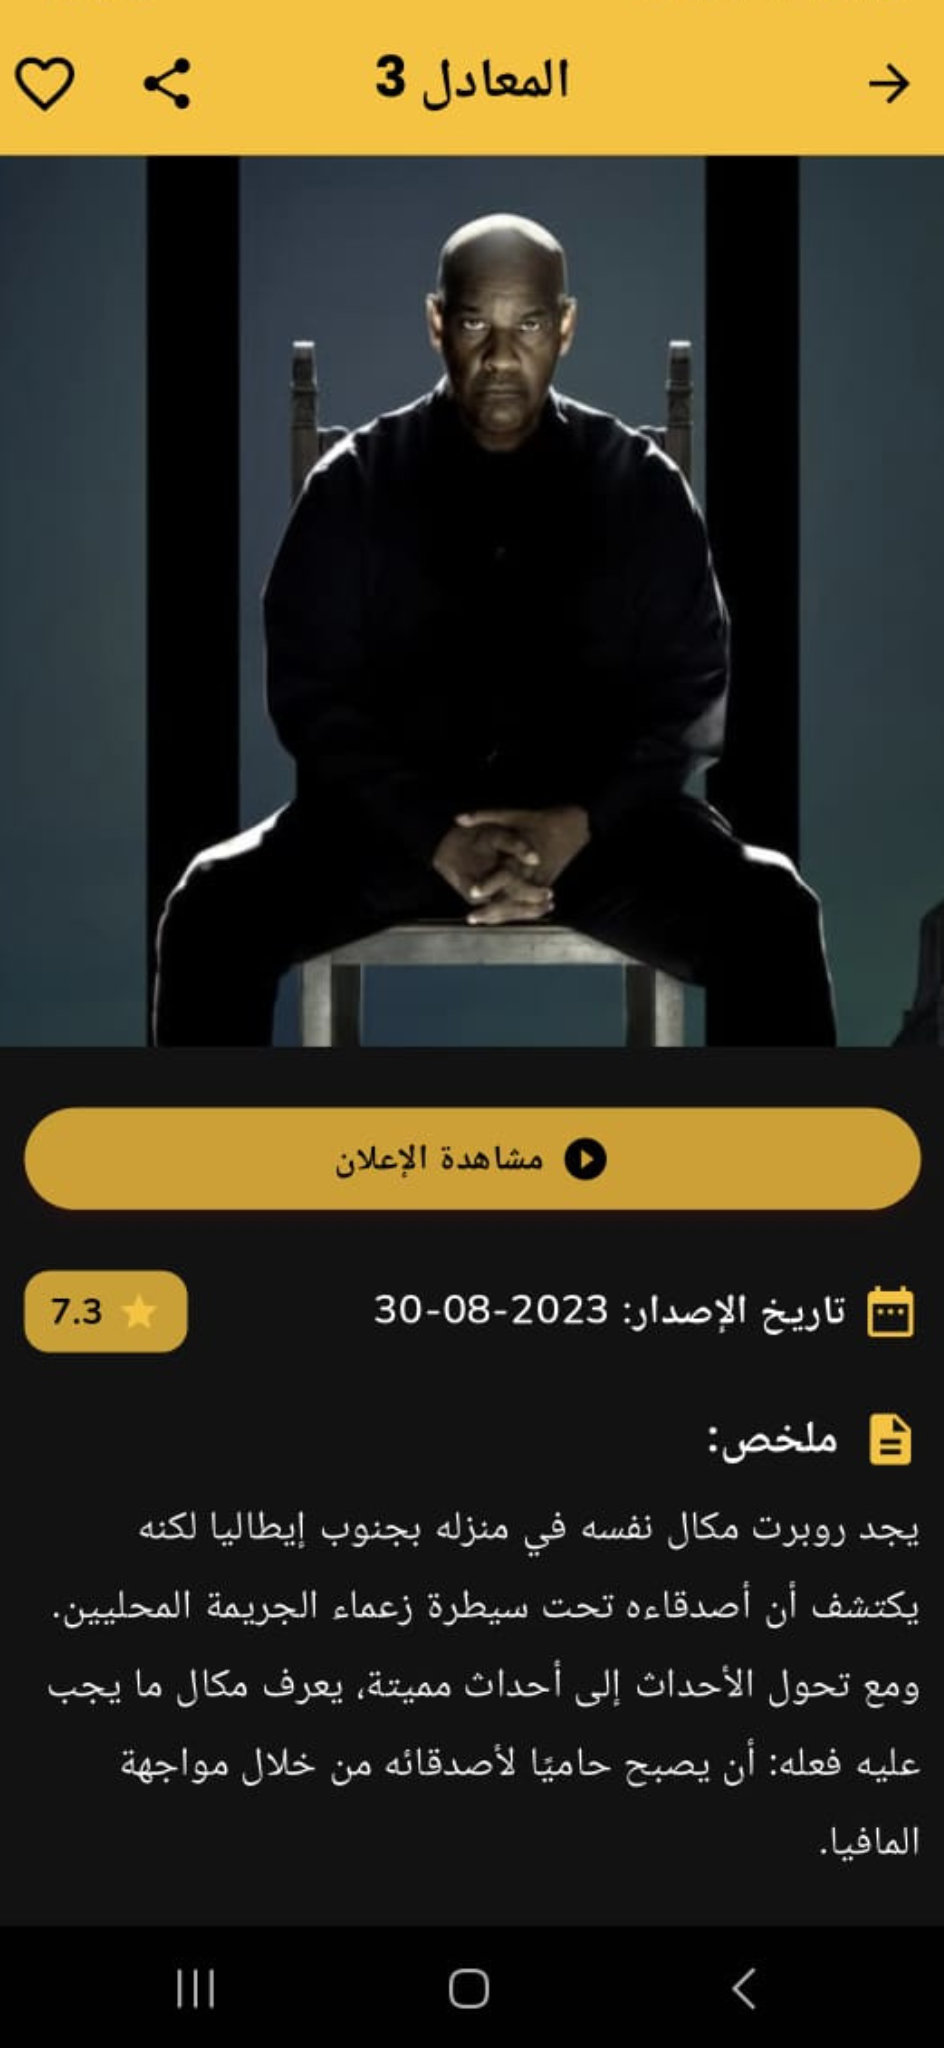 المعادل 3
مشاهدة الإعلان
تاريخ الإصدار: 2023-08-30
7.3
ملخص:
يجد روبرت مكال نفسه في منزله بجنوب إيطاليا لكنه
يكتشف أن أصدقاءه تحت سيطرة زعماء الجريمة المحليين.
ومع تحول الأحداث إلى أحداث مميتة، يعرف مكال ما يجب
عليه فعله: أن يصبح حاميًا لأصدقائه من خلال مواجهة
المافيا.